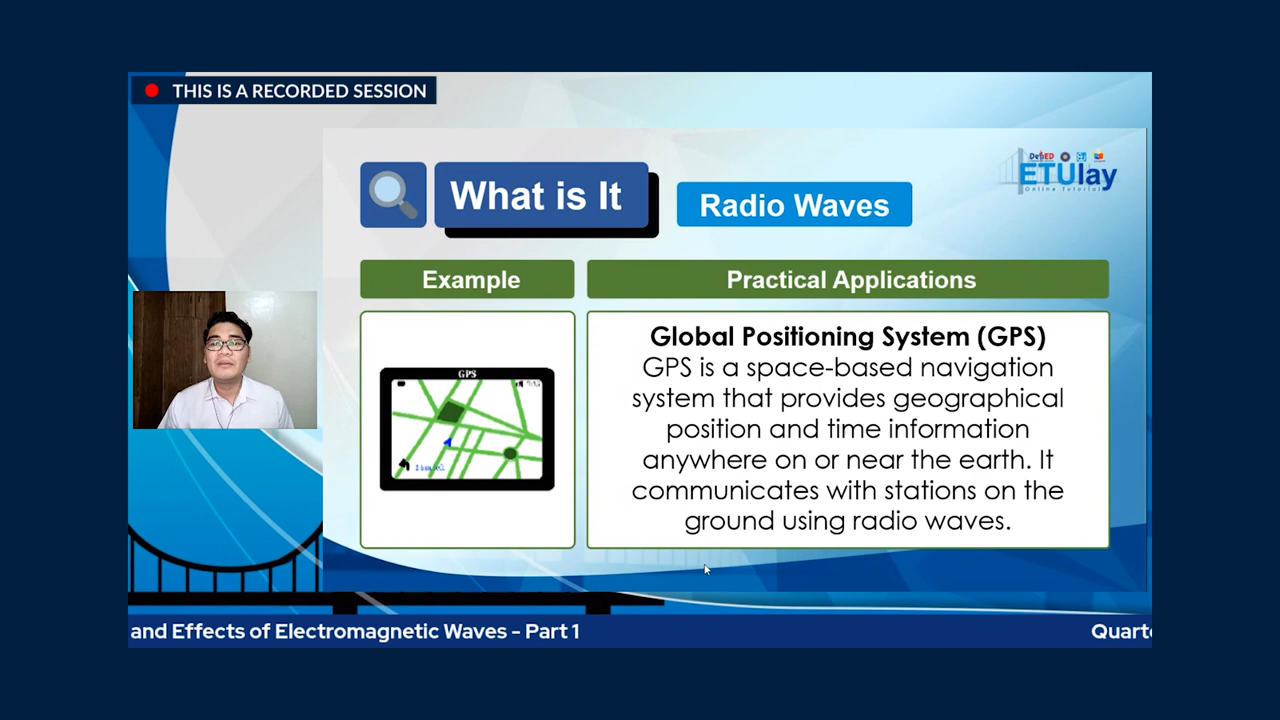 THIS IS A RECORDED SESSION
DepED
ETUlay
Online Tutorial
What is It
Radio Waves
Example
Practical Applications
GPS
Global Positioning System (GPS)
GPS is a space-based navigation
system that provides geographical
position and time information
anywhere on or near the earth. It
communicates with stations on the
ground using radio waves.
and Effects of Electromagnetic Waves - Part 1
Quarte